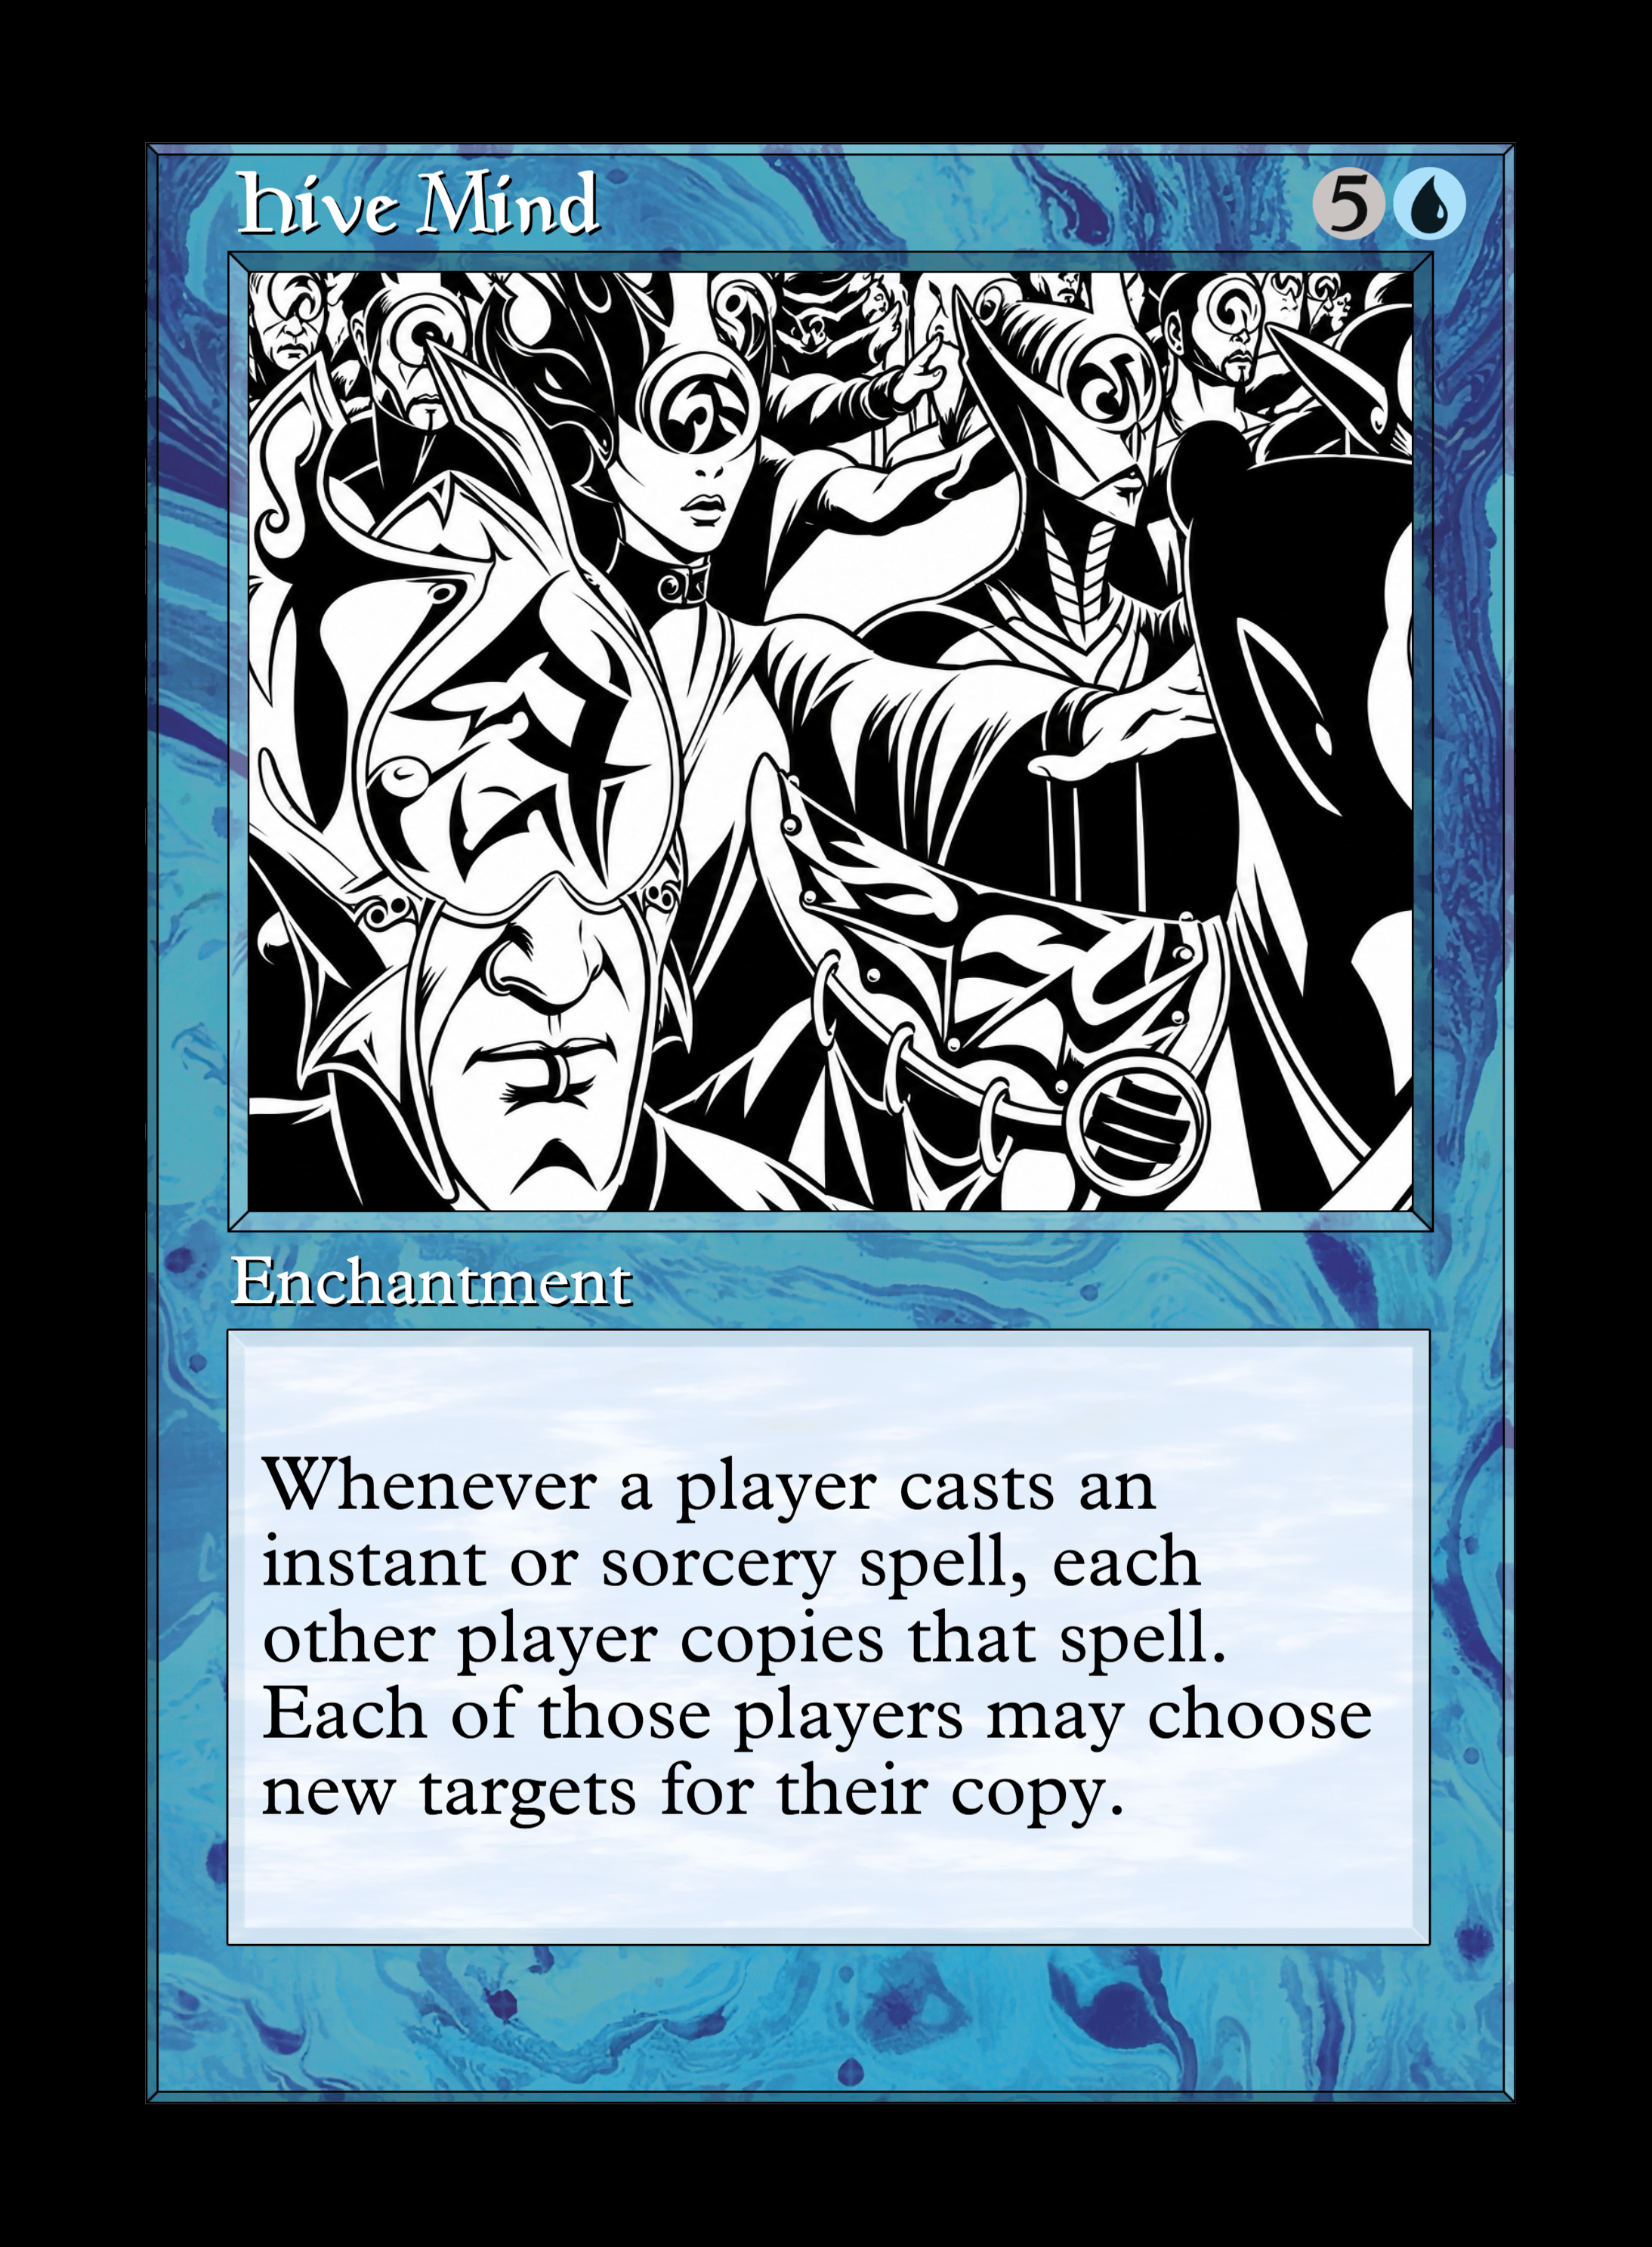 Hive Mind 5
Enchantment
Whenever a player casts an
instant or sorcery spell, each
other player copies that spell.
Each of those players may choose
new targets for their copy.